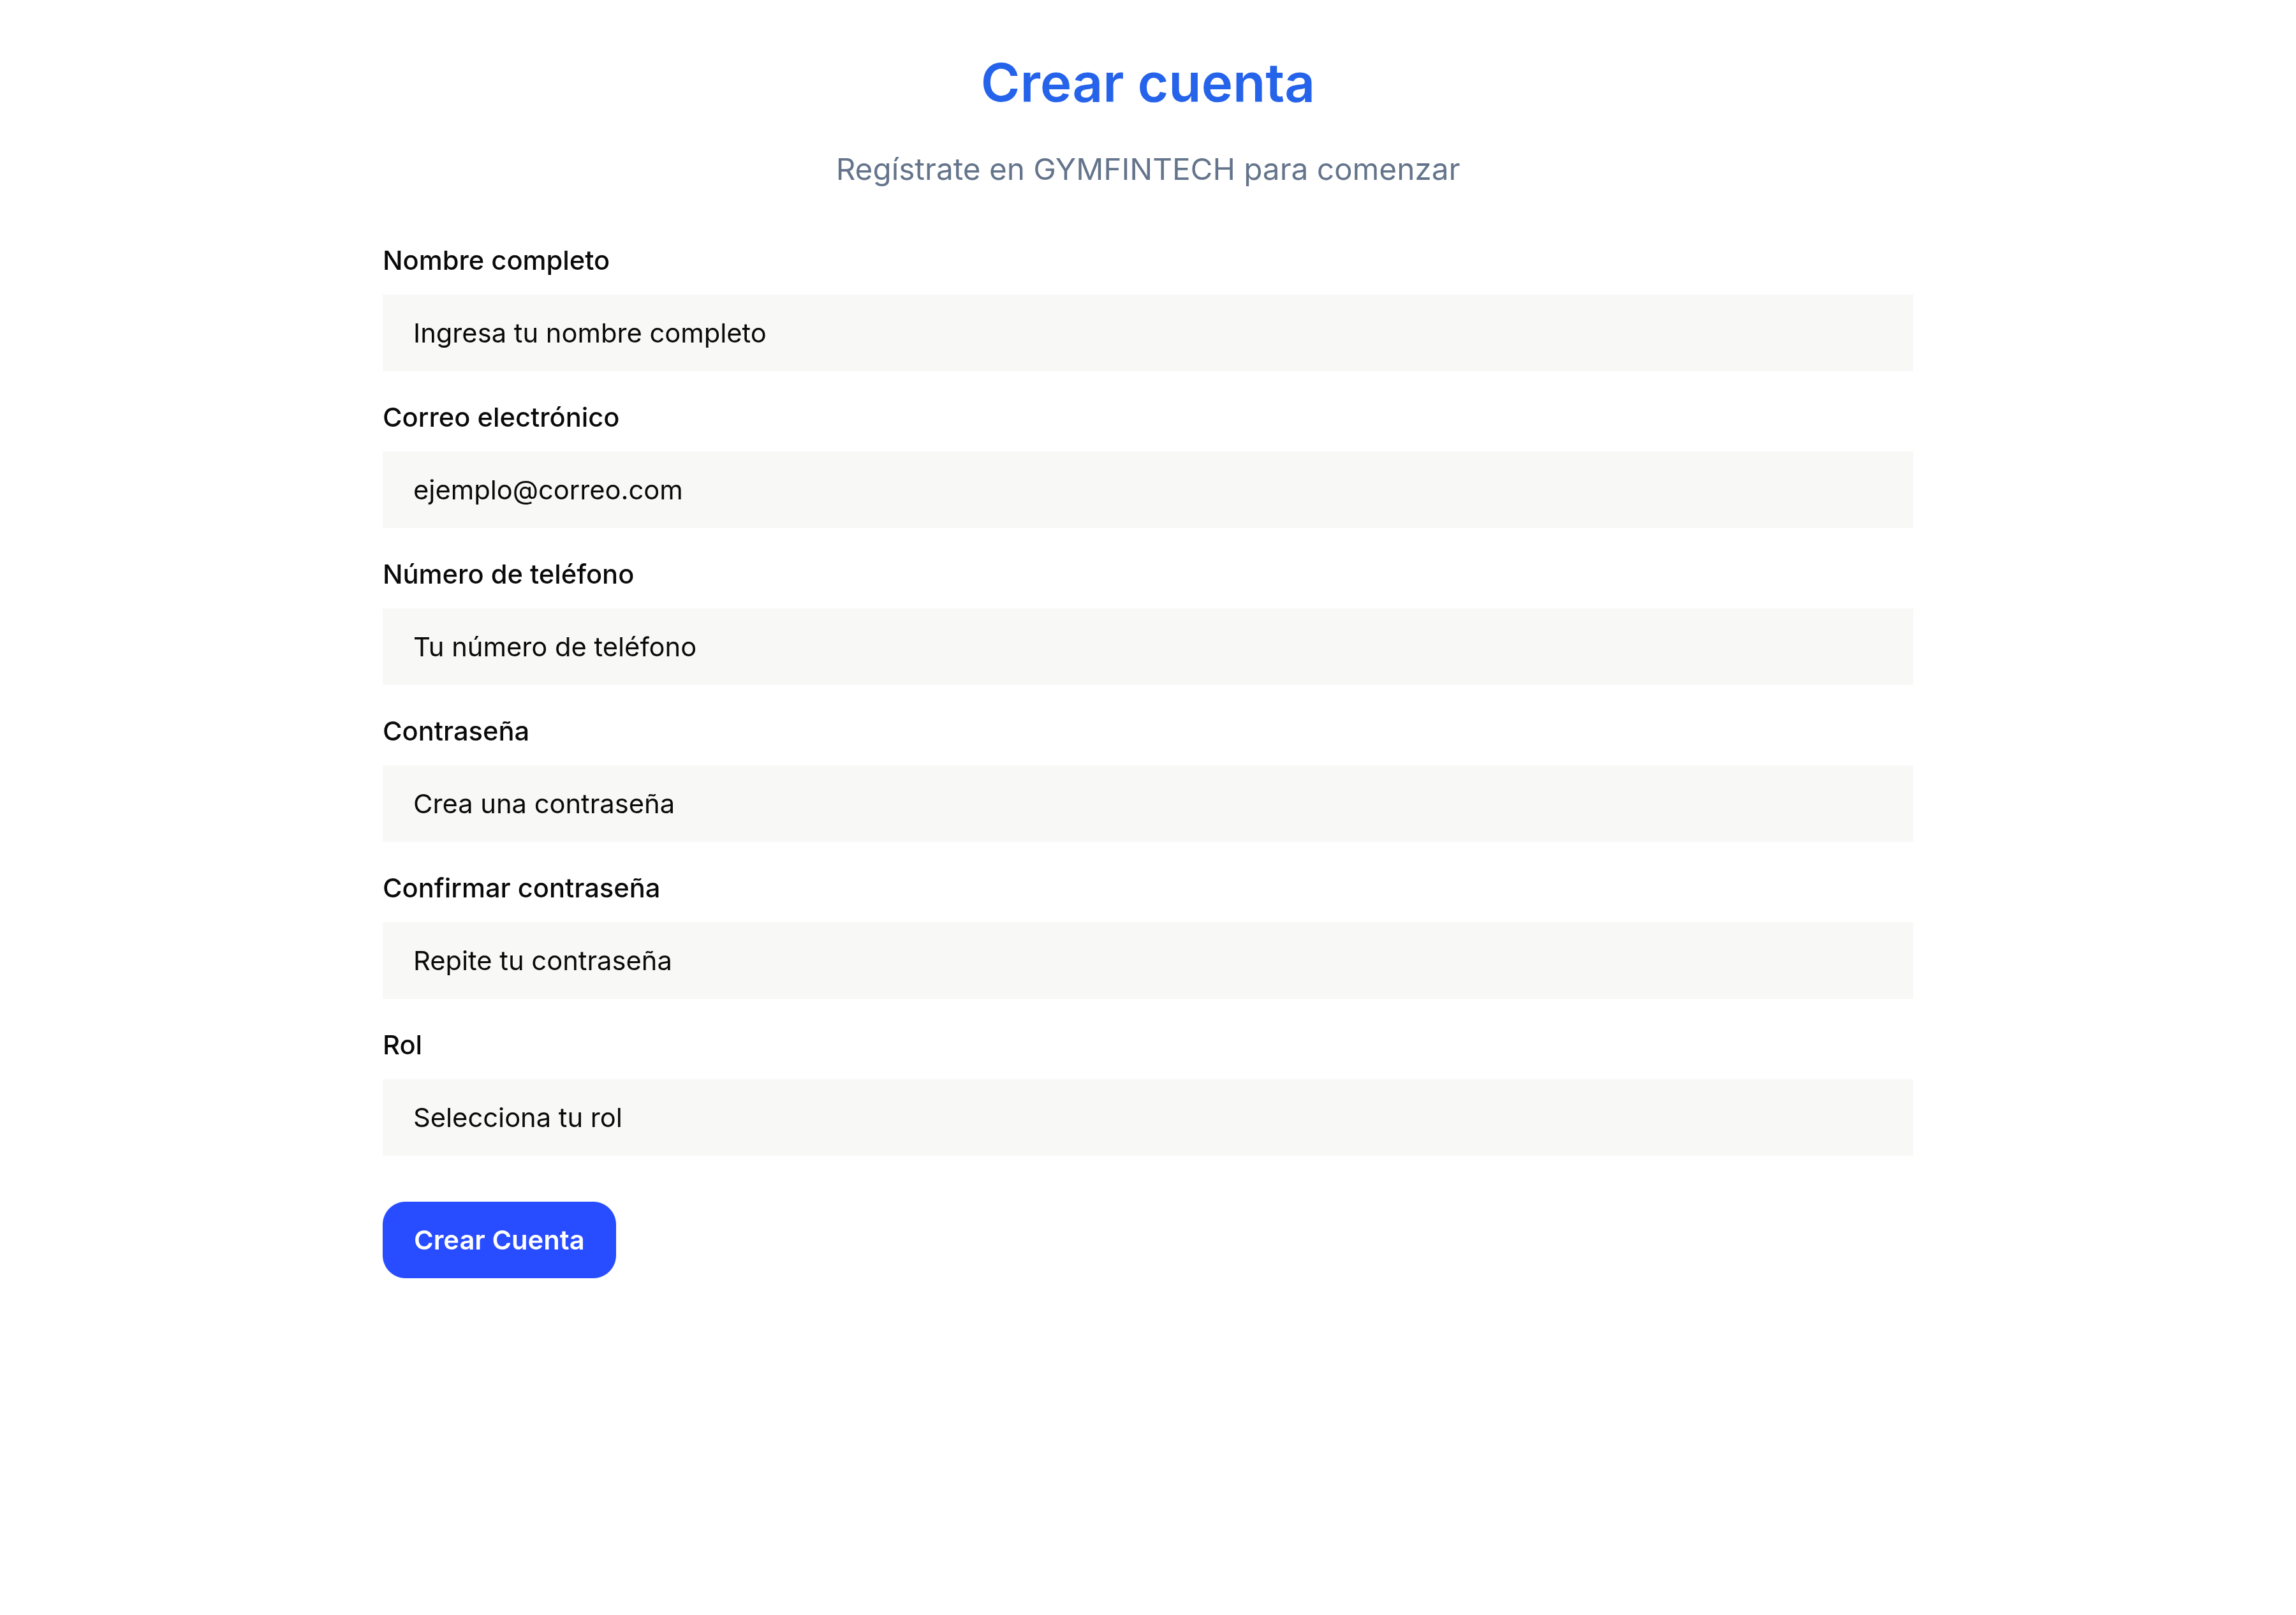 Crear cuenta
Regístrate en GYMFINTECH para comenzar
Nombre completo
Ingresa tu nombre completo
Correo electrónico
ejemplo@correo.com
Número de teléfono
Tu número de teléfono
Contraseña
Crea una contraseña
Confirmar contraseña
Repite tu contraseña
Rol
Selecciona tu rol
Crear Cuenta